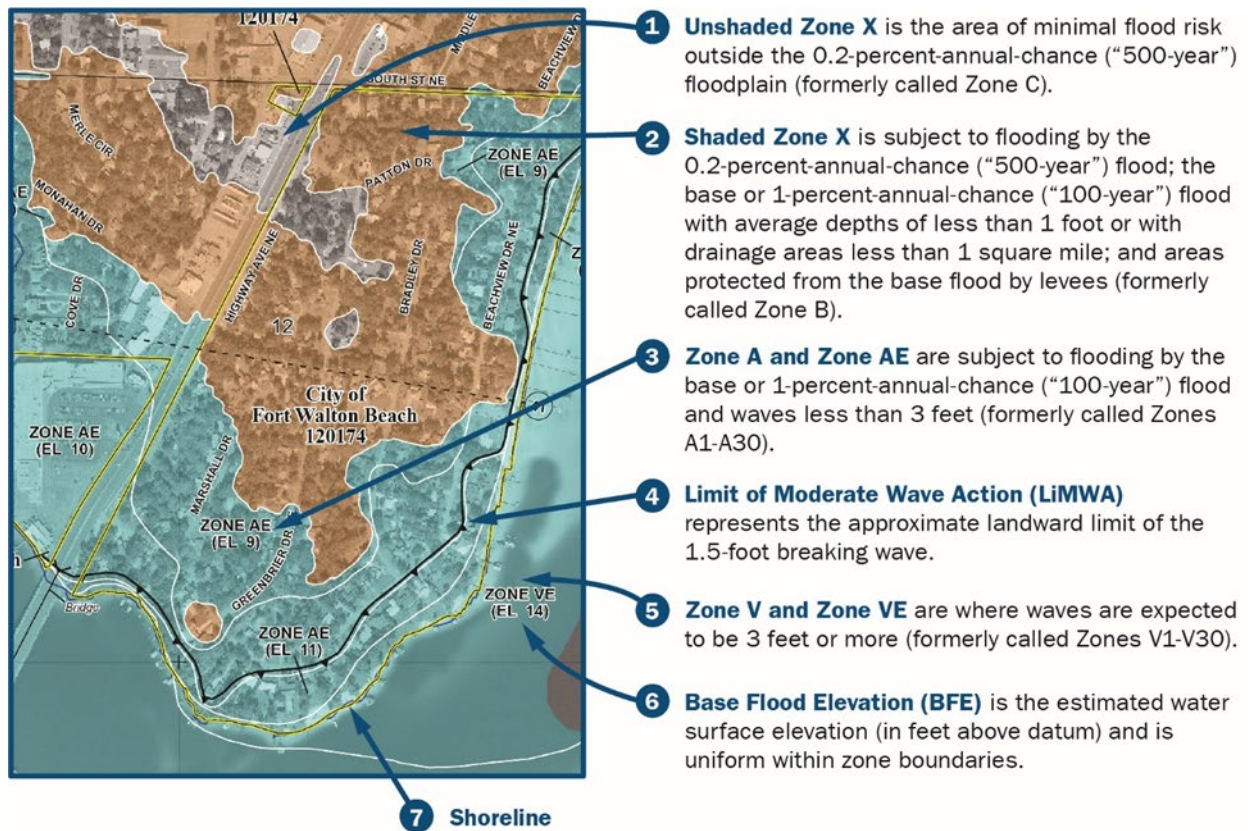 120174
MIDDLE
BEACHVIEW D
SOUTH ST NE
MERLE CIR
MONAHAN DR
PATTON DR
ZONE AE
(EL 9)
AE
COVE DR
HIGHWAY AVE NE
BRADLEY DR
BEACHVIEW DR NE
Z
12
City of
Fort Walton Beach
120174
ZONE AE
(EL 10)
MARSHALL DR
ZONE AE
(EL 9)
GREENBRIER DR
ZONE VE
(EL 14)
Bridge
ZONE AE
(EL 11)
1 Unshaded Zone X is the area of minimal flood risk
outside the 0.2-percent-annual-chance (“500-year”)
floodplain (formerly called Zone C).
2 Shaded Zone X is subject to flooding by the
0.2-percent-annual-chance (“500-year”) flood; the
base or 1-percent-annual-chance (“100-year”) flood
with average depths of less than 1 foot or with
drainage areas less than 1 square mile; and areas
protected from the base flood by levees (formerly
called Zone B).
3 Zone A and Zone AE are subject to flooding by the
base or 1-percent-annual-chance (“100-year”) flood
and waves less than 3 feet (formerly called Zones
A1-A30).
4 Limit of Moderate Wave Action (LiMWA)
represents the approximate landward limit of the
1.5-foot breaking wave.
5 Zone V and Zone VE are where waves are expected
to be 3 feet or more (formerly called Zones V1-V30).
6 Base Flood Elevation (BFE) is the estimated water
surface elevation (in feet above datum) and is
uniform within zone boundaries.
7 Shoreline